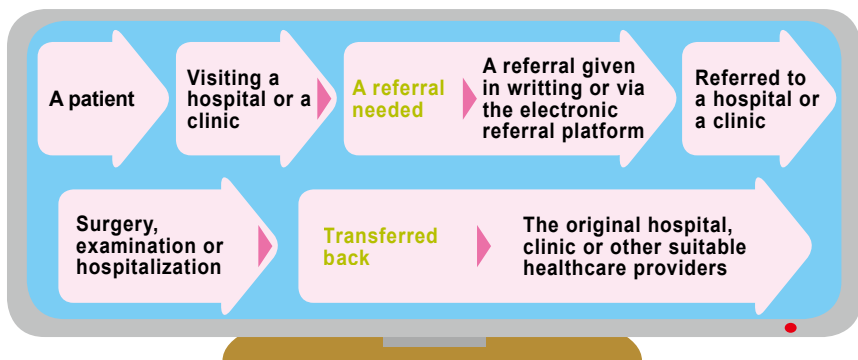 A patient
Visiting a
hospital or a
clinic
A referral
needed
A referral given
in writting or via
the electronic
referral platform
Referred to
a hospital or
a clinic
Surgery,
examination or
hospitalization
Transferred
back
The original hospital,
clinic or other suitable
healthcare providers